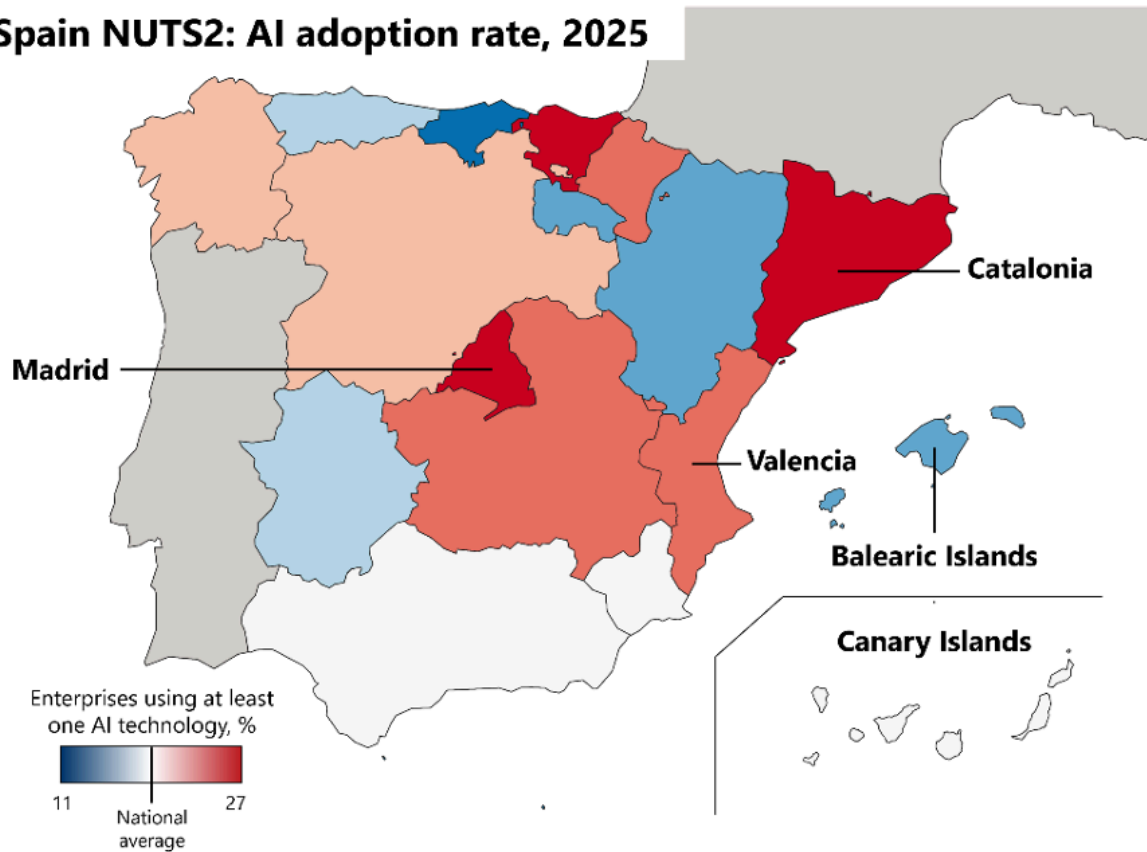 Spain NUTS2: AI adoption rate, 2025
Catalonia
Madrid
Valencia
Balearic Islands
Canary Islands
Enterprises using at least
one AI technology, %
11
27
National
average